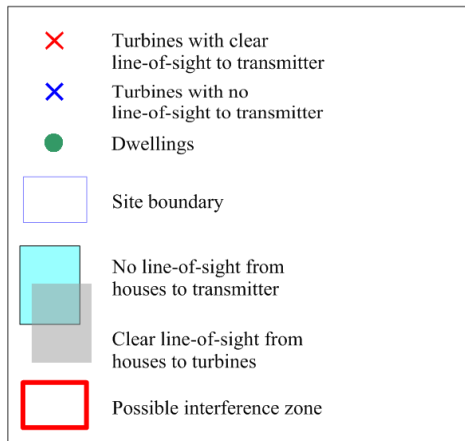 Turbines with clear
line-of-sight to transmitter
Turbines with no
line-of-sight to transmitter
Dwellings
Site boundary
No line-of-sight from
houses to transmitter
Clear line-of-sight from
houses to turbines
Possible interference zone